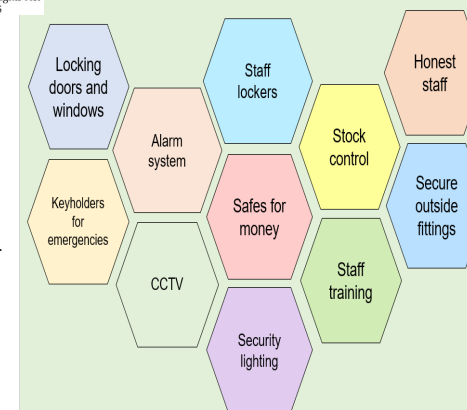 Locking
doors and
windows
Staff
lockers
Honest
staff
Alarm
system
Stock
control
Keyholders
for
emergencies
Safes for
money
Secure
outside
fittings
CCTV
Staff
training
Security
lighting